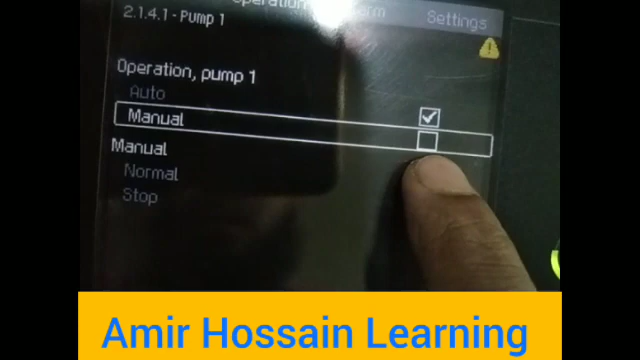 Operation
Settings
2.1.4.1 - Pump 1
Operation, pump 1
Auto
Manual
Manual
Normal
Stop
Amir Hossain Learning